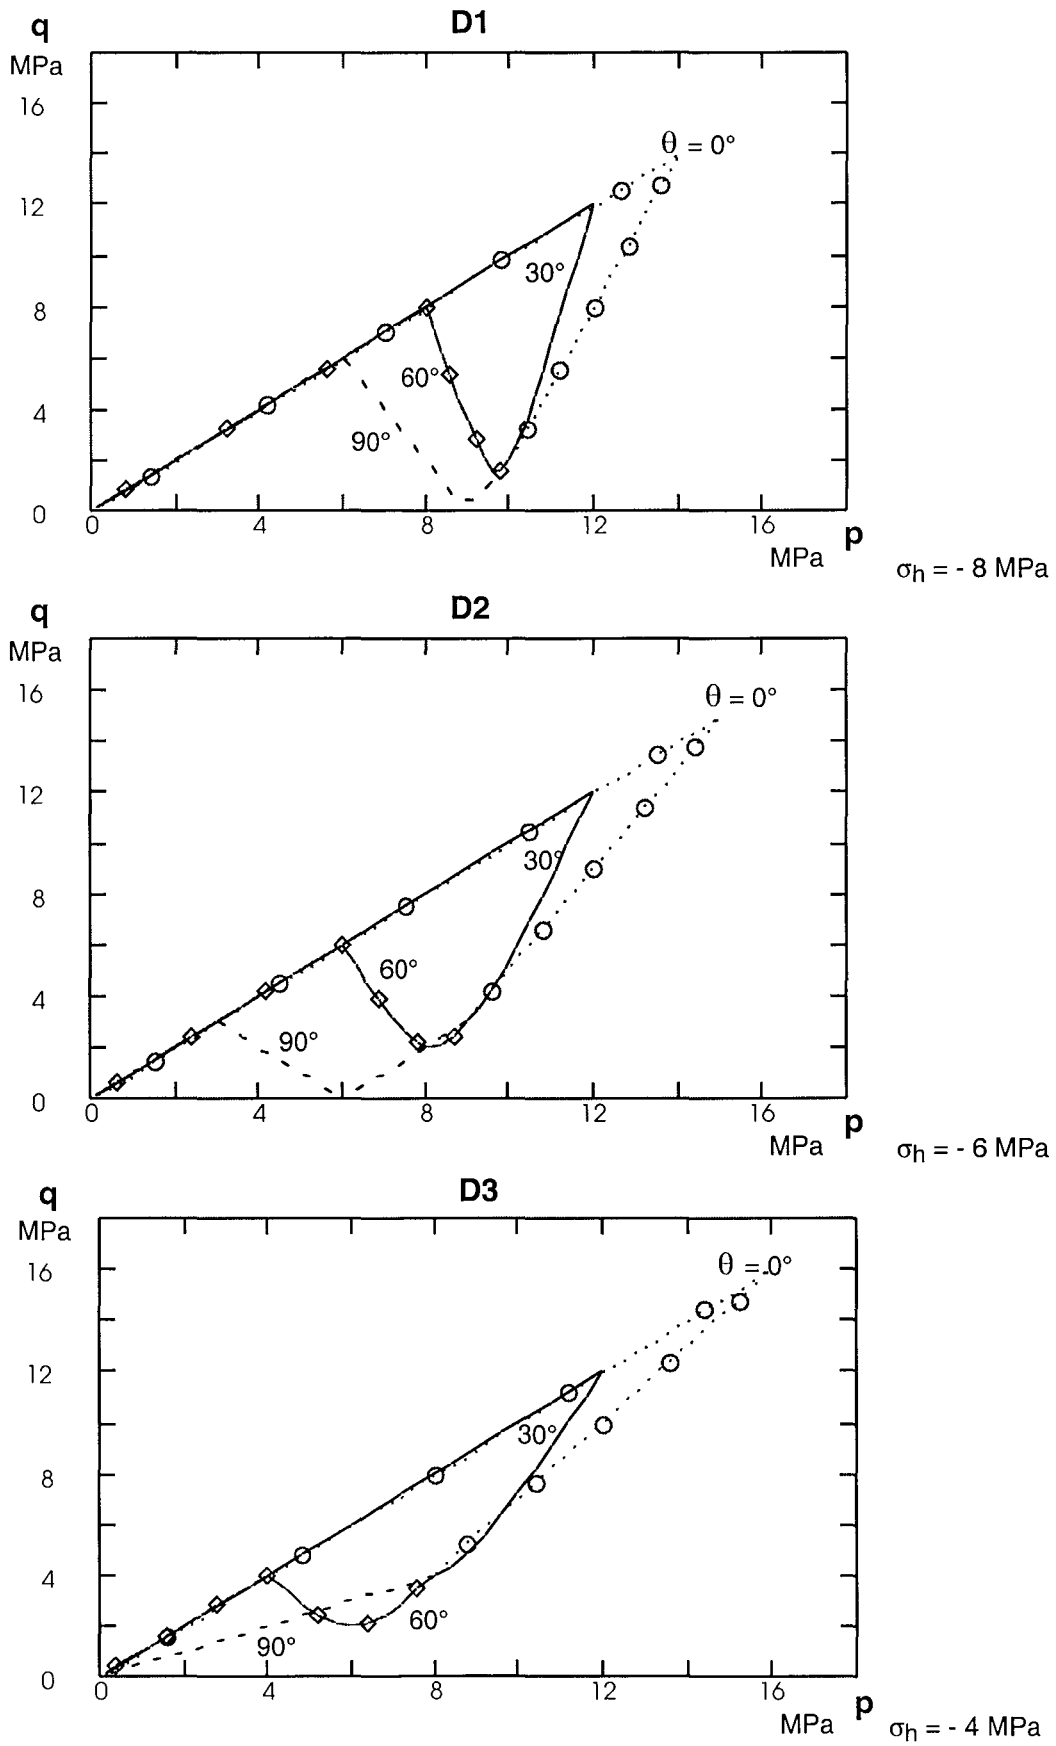 D1
q
MPa
16
θ = 0°
12
30°
8
60°
4
90°
0
0 4 8 12 16
p
MPa
σh = - 8 MPa
D2
q
MPa
16
θ = 0°
12
30°
8
60°
4
90°
0
0 4 8 12 16
p
MPa
σh = - 6 MPa
D3
q
MPa
16
θ = 0°
12
30°
8
4
60°
90°
0
0 4 8 12 16
p
MPa
σh = - 4 MPa